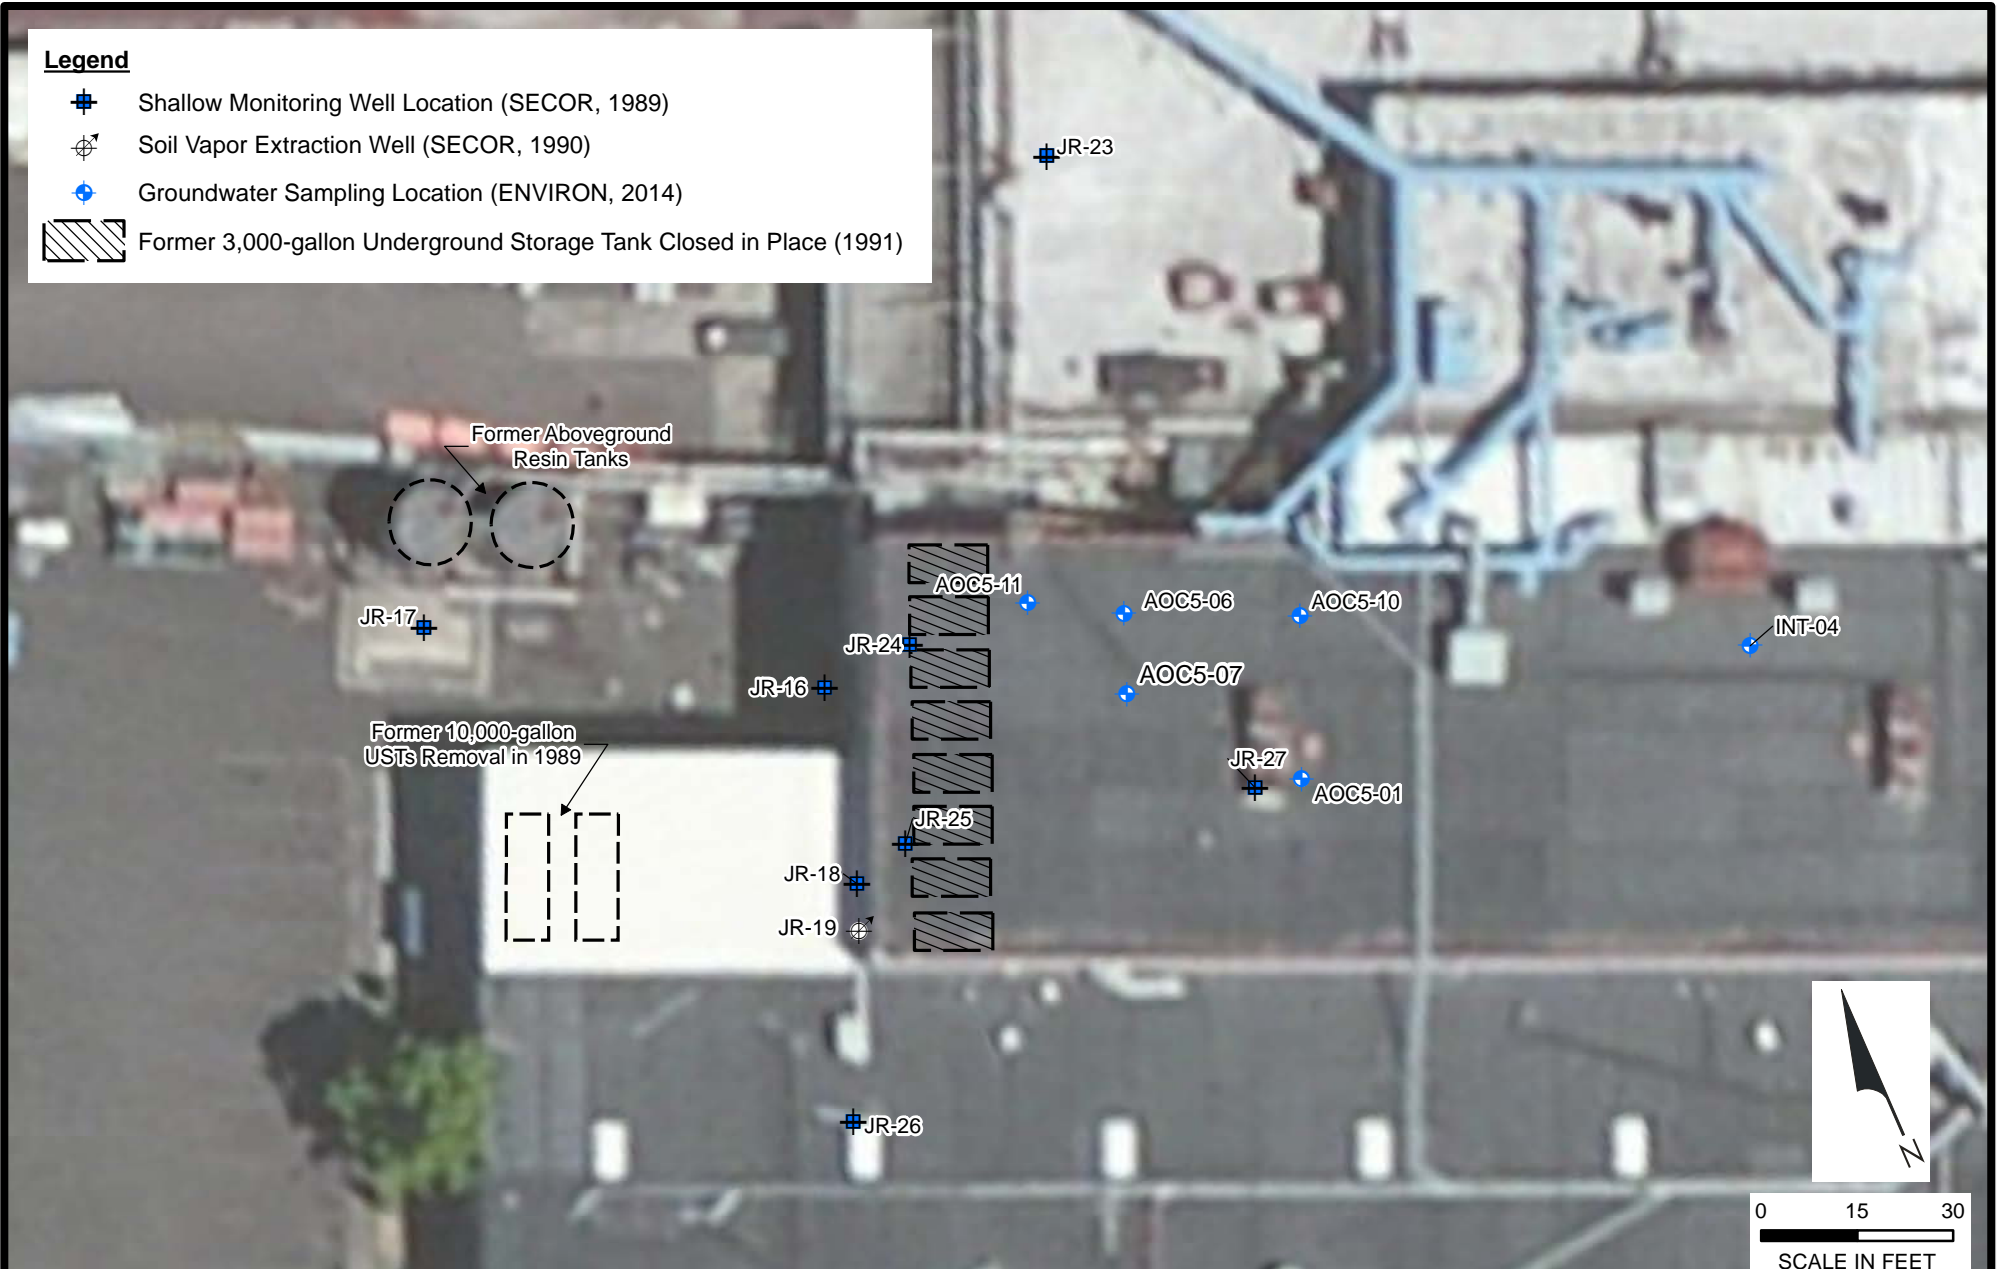 Legend
Shallow Monitoring Well Location (SECOR, 1989)
Soil Vapor Extraction Well (SECOR, 1990)
Groundwater Sampling Location (ENVIRON, 2014)
Former 3,000-gallon Underground Storage Tank Closed in Place (1991)
JR-23
Former Aboveground
Resin Tanks
AOC5-11
AOC5-06
AOC5-10
JR-17
INT-04
JR-24
AOC5-07
JR-16
Former 10,000-gallon
USTs Removal in 1989
JR-27
AOC5-01
JR-25
JR-18
JR-19
JR-26
N
0 15 30
SCALE IN FEET